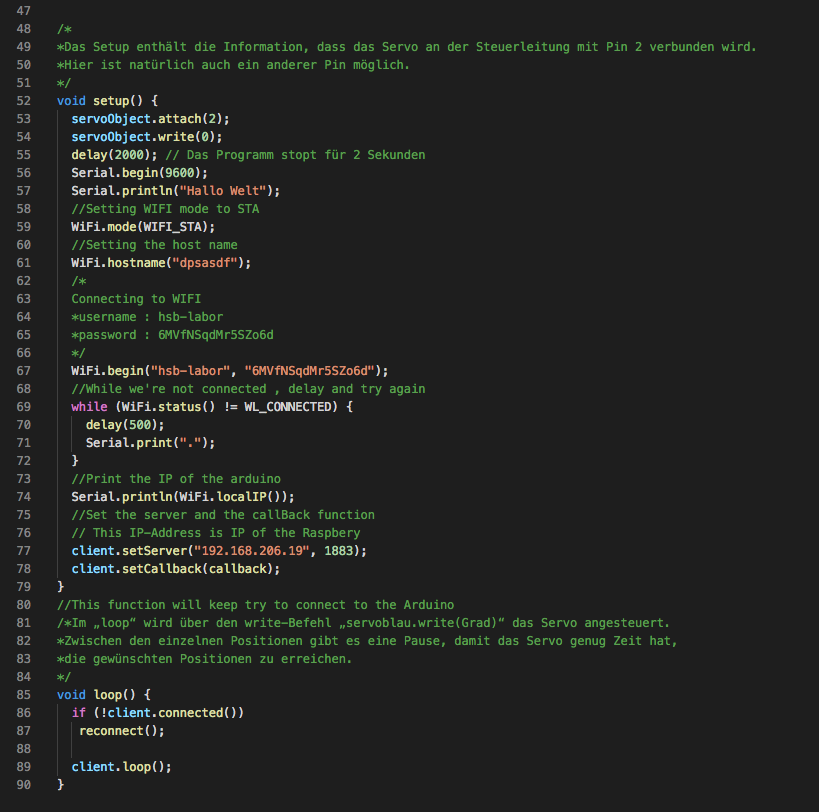 47
48 /*
49 *Das Setup enthält die Information, dass das Servo an der Steuerleitung mit Pin 2 verbunden wird.
50 *Hier ist natürlich auch ein anderer Pin möglich.
51 */
52 void setup() {
53 servoObject.attach(2);
54 servoObject.write(0);
55 delay(2000); // Das Programm stopt für 2 Sekunden
56 Serial.begin(9600);
57 Serial.println("Hallo Welt");
58 //Setting WIFI mode to STA
59 WiFi.mode(WIFI_STA);
60 //Setting the host name
61 WiFi.hostname("dpsasdf");
62 /*
63 Connecting to WIFI
64 *username : hsb-labor
65 *password : 6MVfNSqdMr5SZo6d
66 */
67 WiFi.begin("hsb-labor", "6MVfNSqdMr5SZo6d");
68 //While we're not connected , delay and try again
69 while (WiFi.status() != WL_CONNECTED) {
70 delay(500);
71 Serial.print(".");
72 }
73 //Print the IP of the arduino
74 Serial.println(WiFi.localIP());
75 //Set the server and the callBack function
76 // This IP-Address is IP of the Raspbery
77 client.setServer("192.168.206.19", 1883);
78 client.setCallback(callback);
79 }
80 //This function will keep try to connect to the Arduino
81 /*Im „loop“ wird über den write-Befehl „servoblau.write(Grad)“ das Servo angesteuert.
82 *Zwischen den einzelnen Positionen gibt es eine Pause, damit das Servo genug Zeit hat,
83 *die gewünschten Positionen zu erreichen.
84 */
85 void loop() {
86 if (!client.connected())
87 reconnect();
88
89 client.loop();
90 }